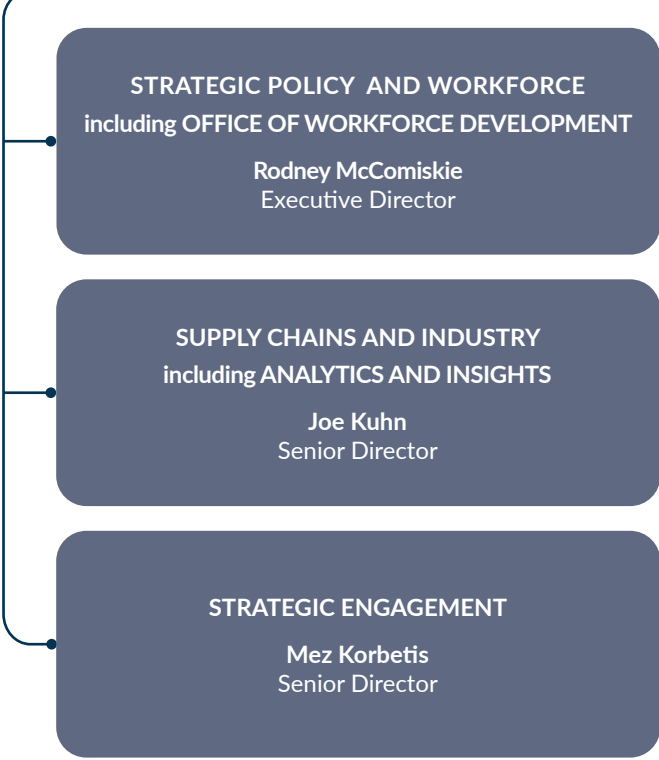 STRATEGIC POLICY AND WORKFORCE
including OFFICE OF WORKFORCE DEVELOPMENT
Rodney McComiskie
Executive Director
SUPPLY CHAINS AND INDUSTRY
including ANALYTICS AND INSIGHTS
Joe Kuhn
Senior Director
STRATEGIC ENGAGEMENT
Mez Korbetis
Senior Director